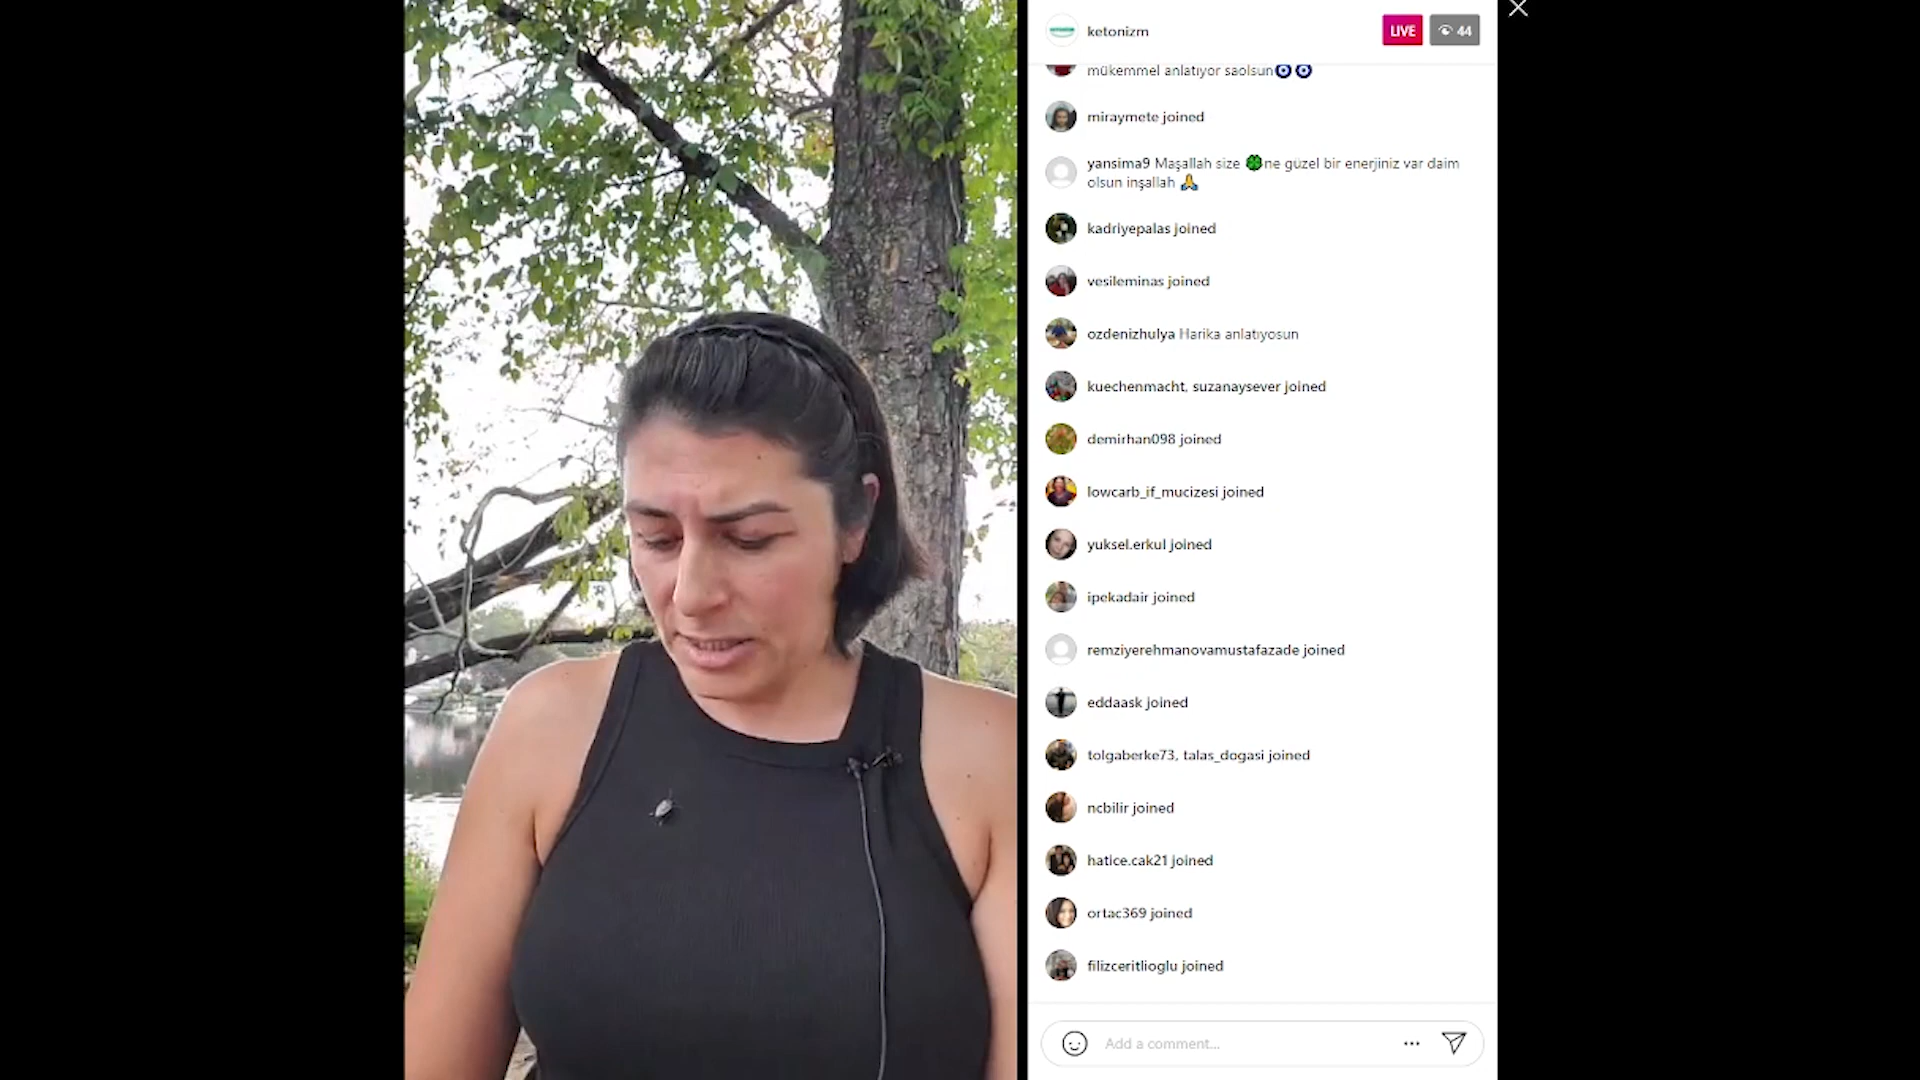 ketonizm
LIVE
44
mükemmel anlatıyor saolsun🧿🧿
miraymete joined
yansima9 Maşallah size 🍀ne güzel bir enerjiniz var daim
olsun inşallah 🙏
kadriyepalas joined
vesileminas joined
ozdenizhulya Harika anlatıyosun
kuechenmacht, suzanaysever joined
demirhan098 joined
lowcarb_if_mucizesi joined
yuksel.erkul joined
ipekadair joined
remziyerehmanovamustafazade joined
eddaask joined
tolgaberke73, talas_dogasi joined
ncbilir joined
hatice.cak21 joined
ortac369 joined
filizceritlioglu joined
Add a comment...